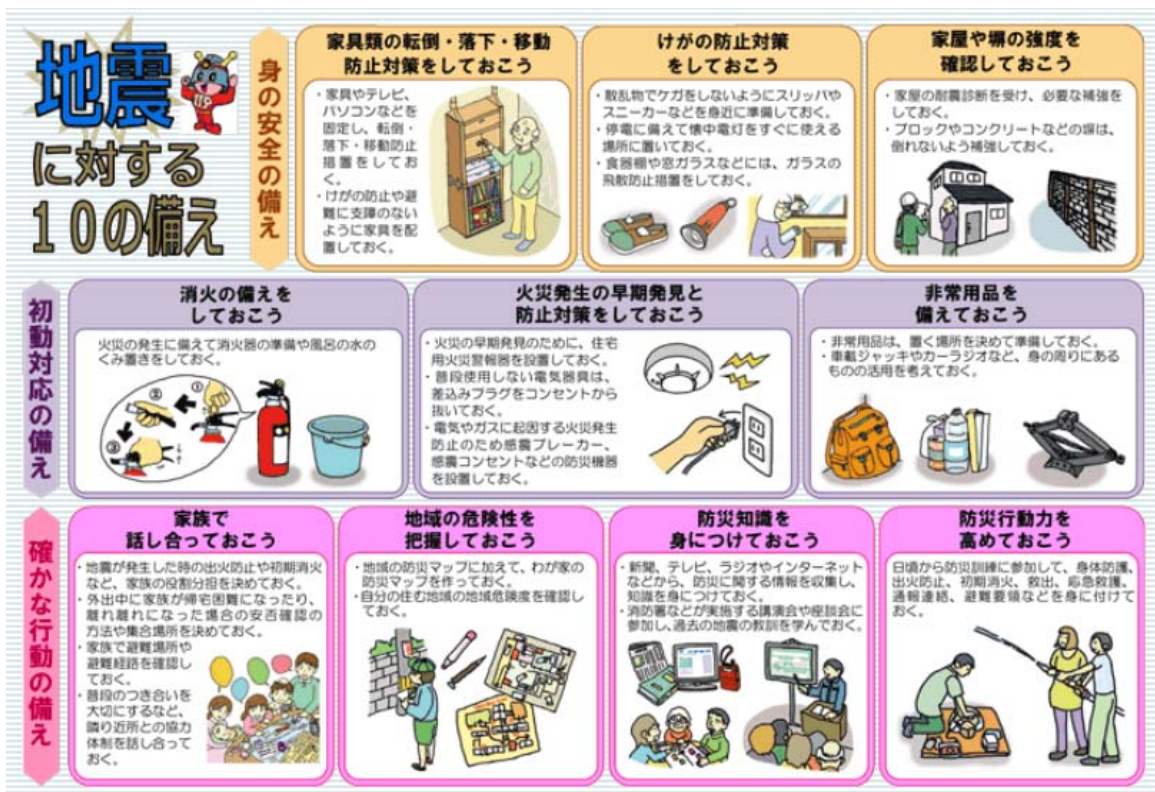 地震
に対する
10の備え
119
身の安全の備え
家具類の転倒・落下・移動
防止対策をしておこう
・家具やテレビ、
パソコンなどを
固定し、転倒・
落下・移動防止
措置をしてお
く。
・けがの防止や避
難に支障のない
ように家具を配
置しておく。
けがの防止対策
をしておこう
・散乱物でケガをしないようにスリッパや
スニーカーなどを身近に準備しておく。
・停電に備えて懐中電灯をすぐに使える
場所に置いておく。
・食器棚や窓ガラスなどには、ガラスの
飛散防止措置をしておく。
家屋や塀の強度を
確認しておこう
・家屋の耐震診断を受け、必要な補強を
しておく。
・ブロックやコンクリートなどの塀は、
倒れないよう補強しておく。
初動対応の備え
消火の備えを
しておこう
火災の発生に備えて消火器の準備や風呂の水の
くみ置きをしておく。
①
②
③
火災発生の早期発見と
防止対策をしておこう
・火災の早期発見のために、住宅
用火災警報器を設置しておく。
・普段使用しない電気器具は、
差込みプラグをコンセントから
抜いておく。
・電気やガスに起因する火災発生
防止のため感震ブレーカー、
感震コンセントなどの防災機器
を設置しておく。
非常用品を
備えておこう
・非常用品は、置く場所を決めて準備しておく。
・車載ジャッキやカーラジオなど、身の周りにある
ものの活用を考えておく。
確かな行動の備え
家族で
話し合っておこう
・地震が発生した時の出火防止や初期消火
など、家族の役割分担を決めておく。
・外出中に家族が帰宅困難になったり、
離れ離れになった場合の安否確認の
方法や集合場所を決めておく。
・家族で避難場所や
避難経路を確認し
ておく。
・普段のつき合いを
大切にするなど、
隣り近所との協力
体制を話し合って
おく。
地域の危険性を
把握しておこう
・地域の防災マップに加えて、わが家の
防災マップを作っておく。
・自分の住む地域の地域危険度を確認し
ておく。
防災知識を
身につけておこう
・新聞、テレビ、ラジオやインターネット
などから、防災に関する情報を収集し、
知識を身につけておく。
・消防署などが実施する講演会や座談会に
参加し、過去の地震の教訓を学んでおく。
防災行動力を
高めておこう
日頃から防災訓練に参加して、身体防護、
出火防止、初期消火、救出、応急救護、
通報連絡、避難要領などを身に付けて
おく。